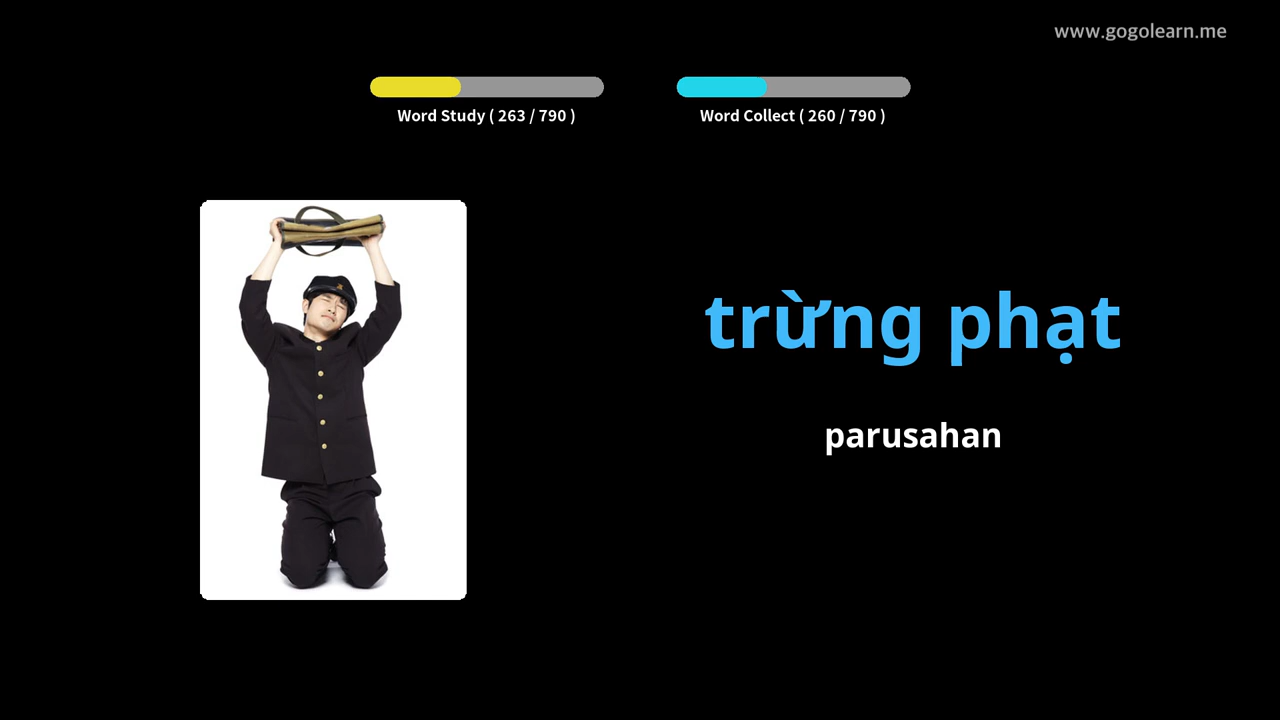 www.gogolearn.me
Word Study ( 263 / 790 )
Word Collect ( 260 / 790 )
trừng phạt
parusahan